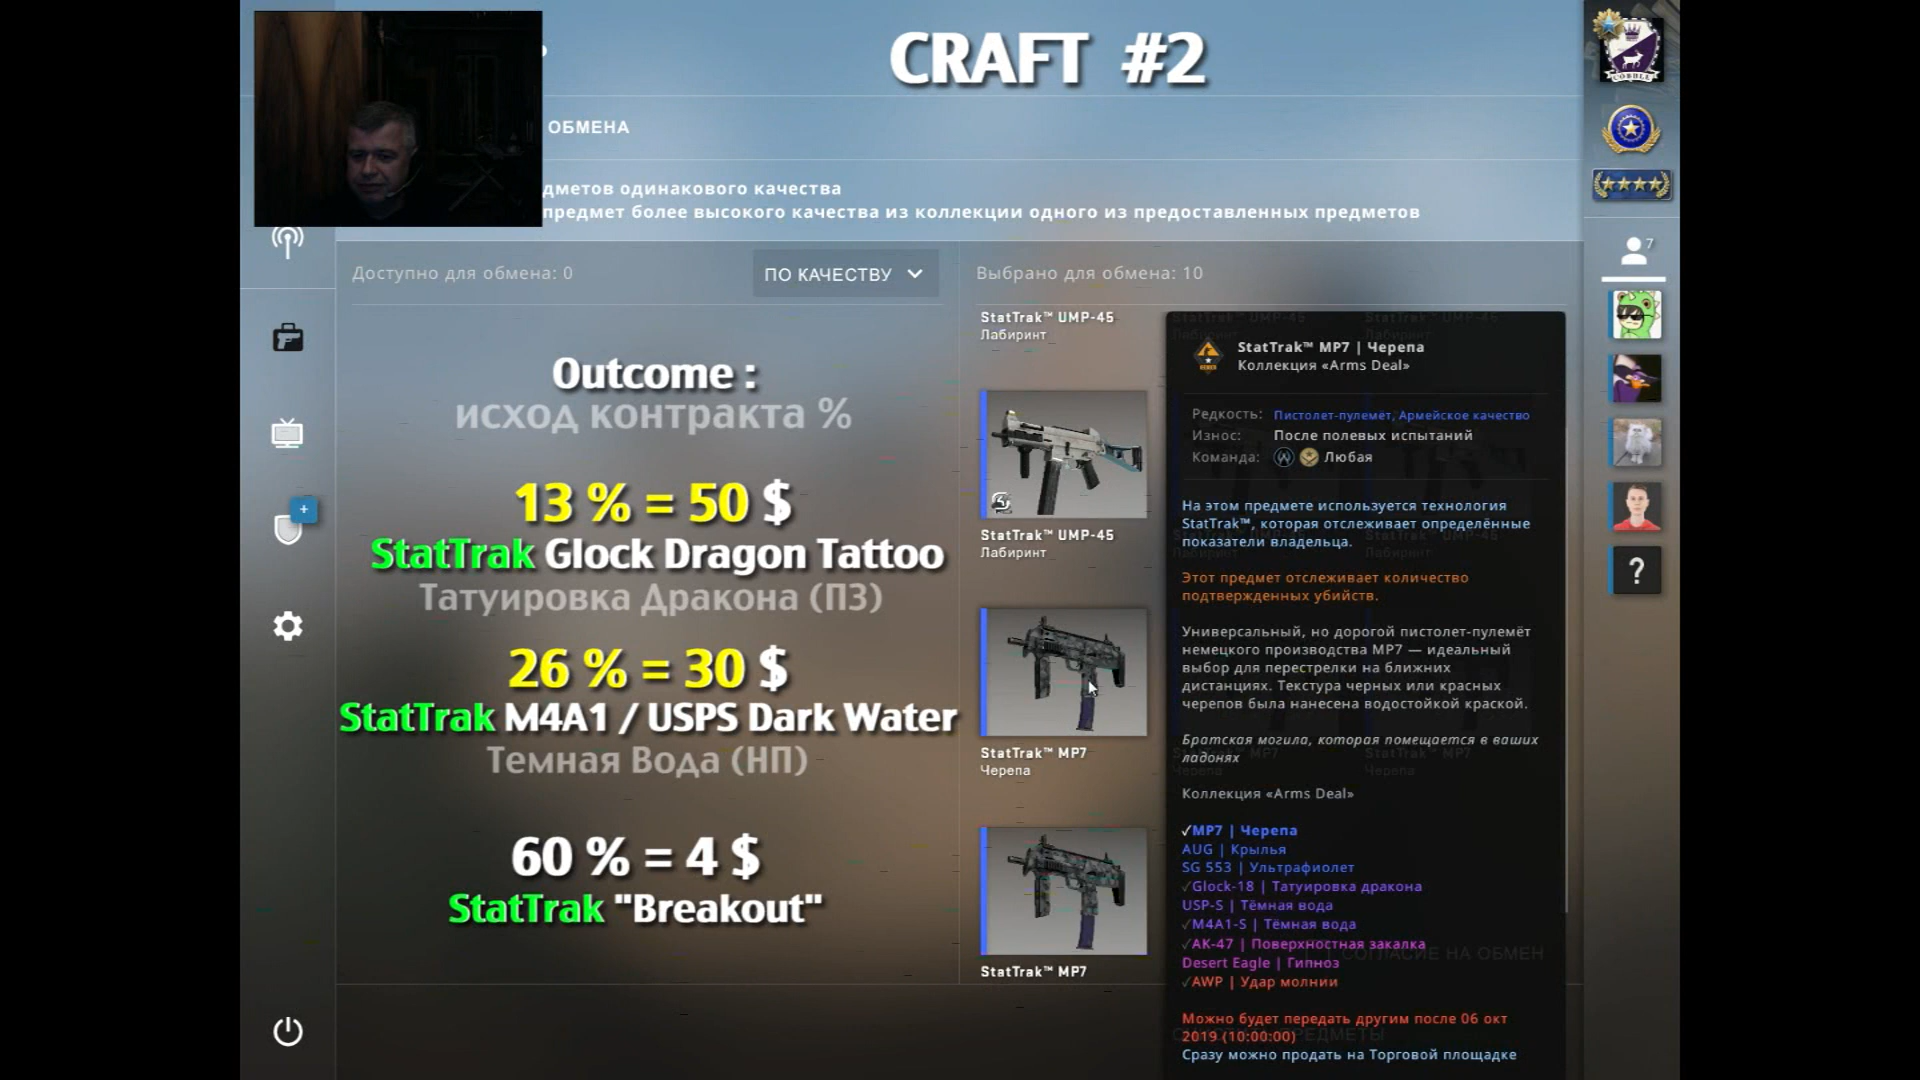 CRAFT #2
ОБМЕНА
дметов одинакового качества
предмет более высокого качества из коллекции одного из предоставленных предметов
Доступно для обмена: 0
ПО КАЧЕСТВУ
Выбрано для обмена: 10
7
+
?
Outcome :
исход контракта %
13 % = 50 $
StatTrak Glock Dragon Tattoo
Татуировка Дракона (ПЗ)
26 % = 30 $
StatTrak M4A1 / USPS Dark Water
Темная Вода (НП)
60 % = 4 $
StatTrak "Breakout"
StatTrak™ UMP-45
Лабиринт
StatTrak™ UMP-45
Лабиринт
StatTrak™ MP7
Черепа
StatTrak™ MP7
StatTrak™ MP7 | Черепа
Коллекция «Arms Deal»
Редкость: Пистолет-пулемёт, Армейское качество
Износ: После полевых испытаний
Команда: Любая
На этом предмете используется технология
StatTrak™, которая отслеживает определённые
показатели владельца.
Этот предмет отслеживает количество
подтвержденных убийств.
Универсальный, но дорогой пистолет-пулемёт
немецкого производства MP7 — идеальный
выбор для перестрелки на ближних
дистанциях. Текстура черных или красных
черепов была нанесена водостойкой краской.
Братская могила, которая помещается в ваших
ладонях
Коллекция «Arms Deal»
✓MP7 | Черепа
AUG | Крылья
SG 553 | Ультрафиолет
✓Glock-18 | Татуировка дракона
USP-S | Тёмная вода
✓M4A1-S | Тёмная вода
✓AK-47 | Поверхностная закалка
Desert Eagle | Гипноз
✓AWP | Удар молнии
СОГЛАСИЕ НА ОБМЕН
Можно будет передать другим после 06 окт
2019 (10:00:00)
Сразу можно продать на Торговой площадке